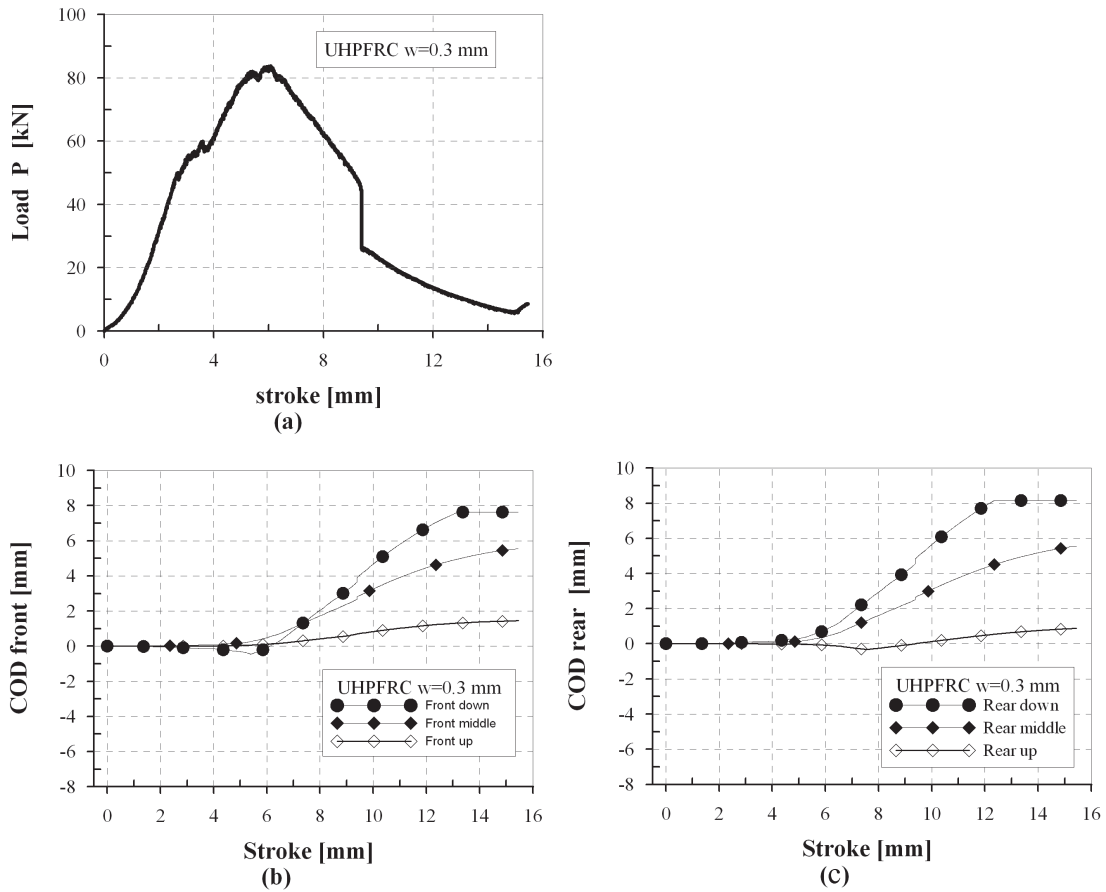 100
80
60
40
20
0
Load P [kN]
UHPFRC w=0.3 mm
0 4 8 12 16
stroke [mm]
(a)
10
8
6
4
2
0
-2
-4
-6
-8
COD front [mm]
UHPFRC w=0.3 mm
Front down
Front middle
Front up
0 2 4 6 8 10 12 14 16
Stroke [mm]
(b)
10
8
6
4
2
0
-2
-4
-6
-8
COD rear [mm]
UHPFRC w=0.3 mm
Rear down
Rear middle
Rear up
0 2 4 6 8 10 12 14 16
Stroke [mm]
(c)